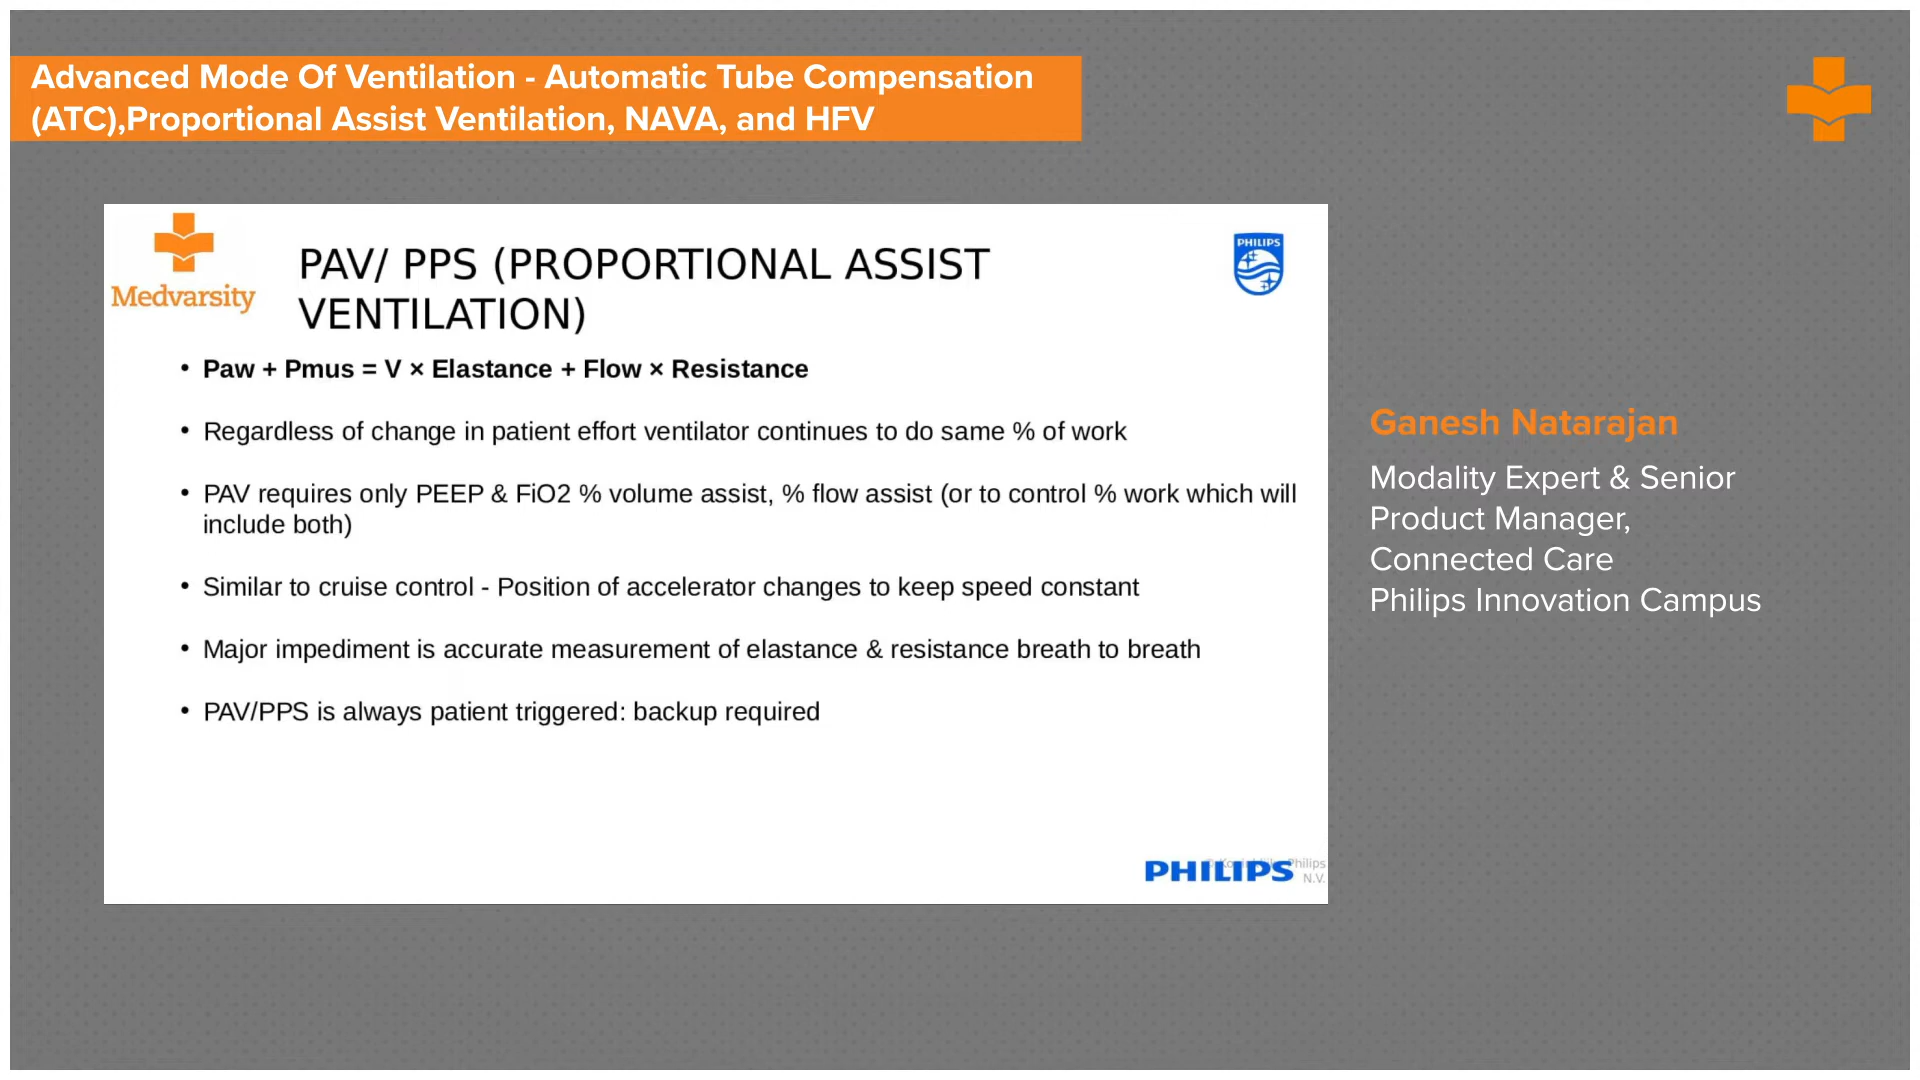 Advanced Mode Of Ventilation - Automatic Tube Compensation
(ATC),Proportional Assist Ventilation, NAVA, and HFV
Medvarsity
PAV/ PPS (PROPORTIONAL ASSIST
VENTILATION)
PHILIPS
• Paw + Pmus = V × Elastance + Flow × Resistance
• Regardless of change in patient effort ventilator continues to do same % of work
• PAV requires only PEEP & FiO2 % volume assist, % flow assist (or to control % work which will
include both)
• Similar to cruise control - Position of accelerator changes to keep speed constant
• Major impediment is accurate measurement of elastance & resistance breath to breath
• PAV/PPS is always patient triggered: backup required
PHILIPS
Philips
N.V.
Ganesh Natarajan
Modality Expert & Senior
Product Manager,
Connected Care
Philips Innovation Campus